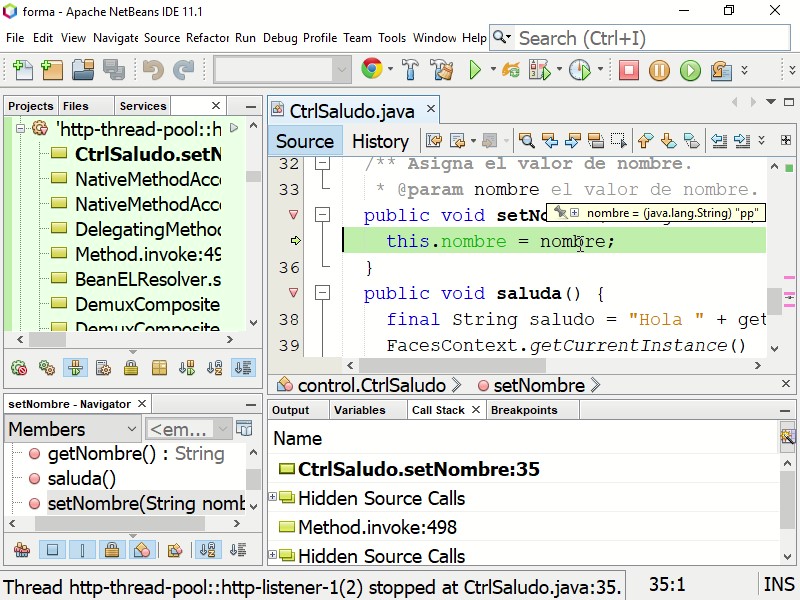 forma - Apache NetBeans IDE 11.1
File Edit View Navigate Source Refactor Run Debug Profile Team Tools Window Help
Search (Ctrl+I)
Projects Files Services
'http-thread-pool::h
CtrlSaludo.setN
NativeMethodAcce
NativeMethodAcce
DelegatingMethod
Method.invoke:49
BeanELResolver.s
DemuxComposite
DemuxComposite
setNombre - Navigator
Members
<em...
getNombre() : String
saluda()
setNombre(String nomb
CtrlSaludo.java
Source History
32 /** Asigna el valor de nombre.
33 * @param nombre el valor de nombre.
public void setNo
nombre = (java.lang.String) "pp"
this.nombre = nombre;
36 }
public void saluda() {
38 final String saludo = "Hola " + get
39 FacesContext.getCurrentInstance()
control.CtrlSaludo setNombre
Output Variables Call Stack Breakpoints
Name
CtrlSaludo.setNombre:35
Hidden Source Calls
Method.invoke:498
Hidden Source Calls
Thread http-thread-pool::http-listener-1(2) stopped at CtrlSaludo.java:35.
35:1
INS